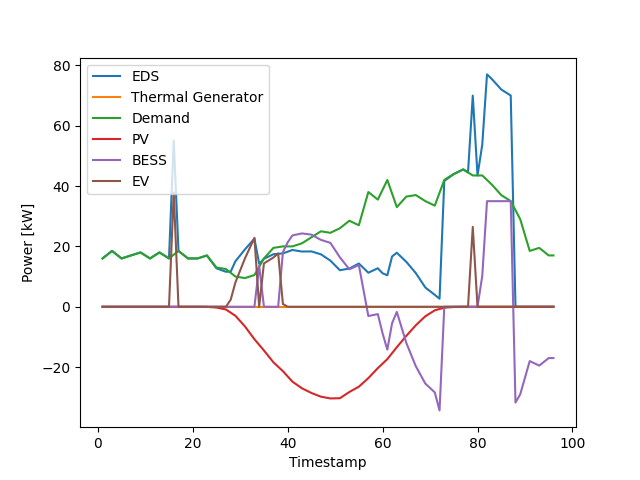 EDS
Thermal Generator
Demand
PV
BESS
EV
Power [kW]
80
60
40
20
0
−20
0 20 40 60 80 100
Timestamp